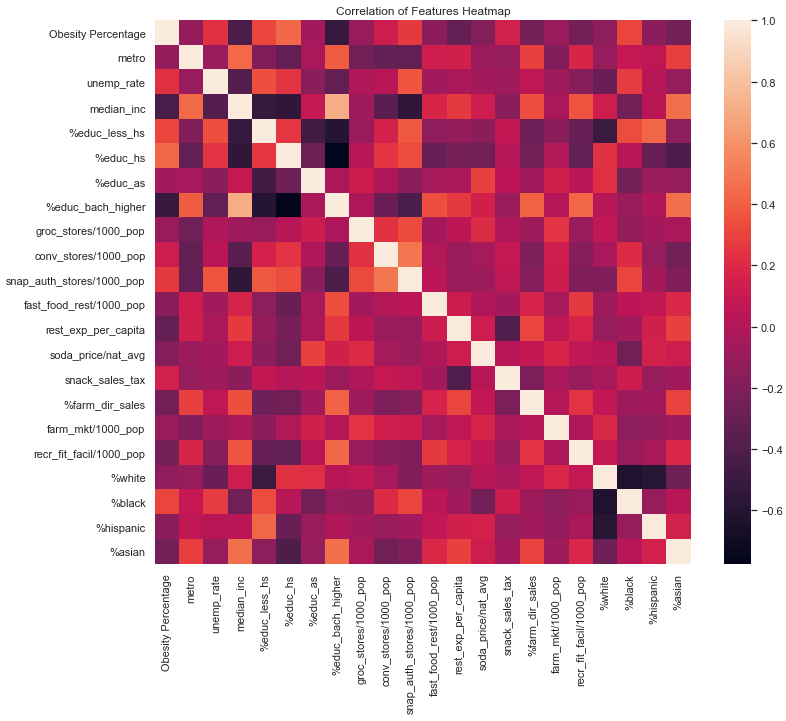 Correlation of Features Heatmap
Obesity Percentage
metro
unemp_rate
median_inc
%educ_less_hs
%educ_hs
%educ_as
%educ_bach_higher
groc_stores/1000_pop
conv_stores/1000_pop
snap_auth_stores/1000_pop
fast_food_rest/1000_pop
rest_exp_per_capita
soda_price/nat_avg
snack_sales_tax
%farm_dir_sales
farm_mkt/1000_pop
recr_fit_facil/1000_pop
%white
%black
%hispanic
%asian
Obesity Percentage
metro
unemp_rate
median_inc
%educ_less_hs
%educ_hs
%educ_as
%educ_bach_higher
groc_stores/1000_pop
conv_stores/1000_pop
snap_auth_stores/1000_pop
fast_food_rest/1000_pop
rest_exp_per_capita
soda_price/nat_avg
snack_sales_tax
%farm_dir_sales
farm_mkt/1000_pop
recr_fit_facil/1000_pop
%white
%black
%hispanic
%asian
1.0
0.8
0.6
0.4
0.2
0.0
−0.2
−0.4
−0.6